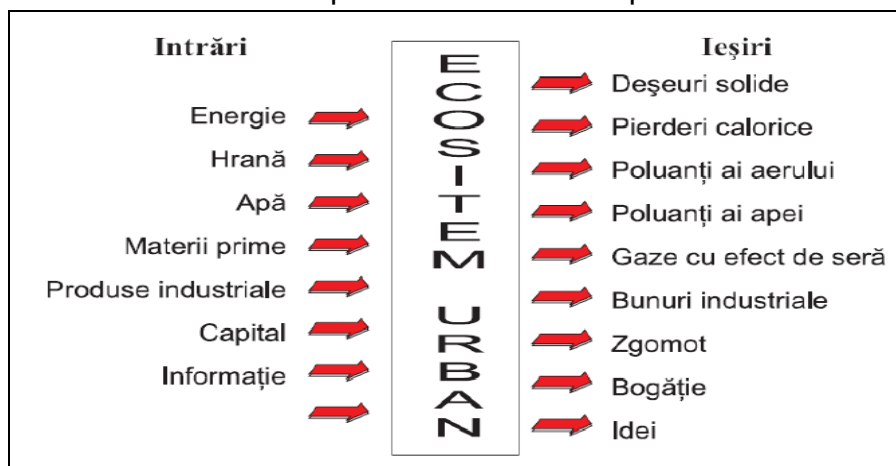 Intrări
Energie
Hrană
Apă
Materii prime
Produse industriale
Capital
Informație
ECOSITEM URBAN
Ieşiri
Deşeuri solide
Pierderi calorice
Poluanți ai aerului
Poluanți ai apei
Gaze cu efect de seră
Bunuri industriale
Zgomot
Bogăție
Idei